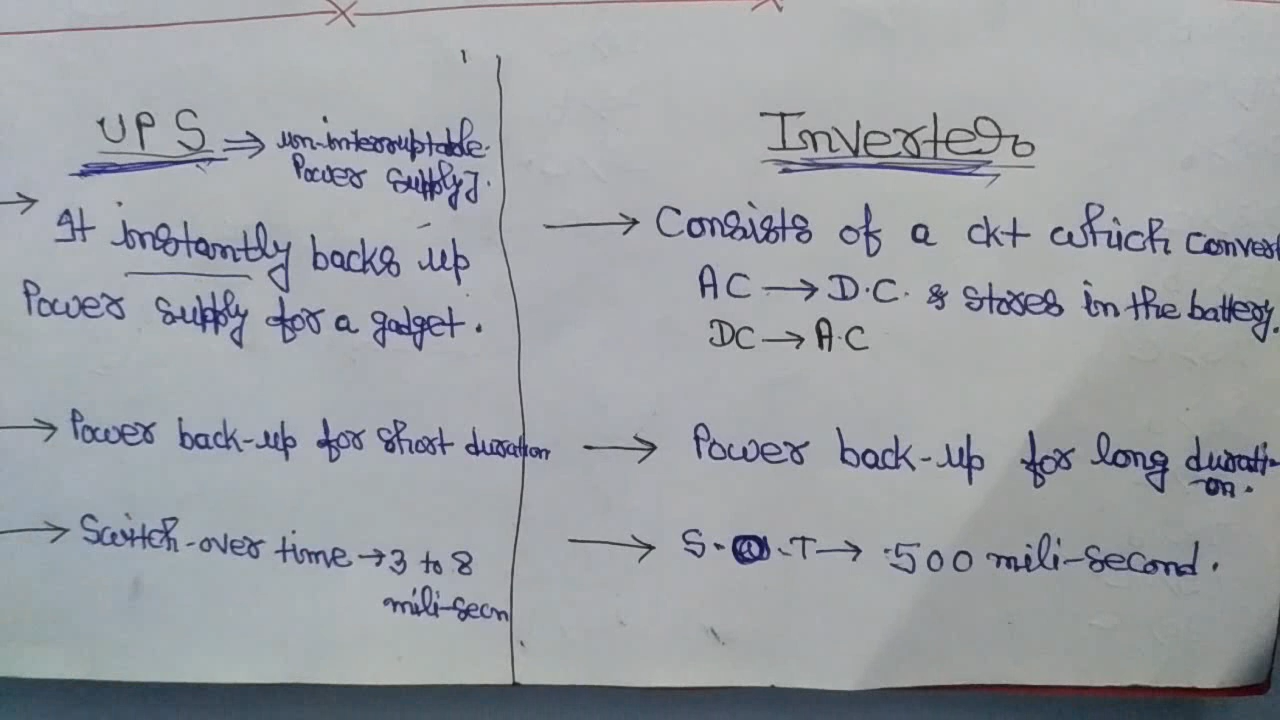 UPS ⇒ un-interruptable
Power Supply].
→ It instantly backs up
Power supply for a gadget.
→ Power back-up for short duration
→ Switch-over time → 3 to 8
mili-secn
Inverter
→ Consists of a ckt which convert
AC → D.C. & stores in the battery.
DC → A.C
→ Power back-up for long durati-
on.
→ S.O.T → 500 mili-second.